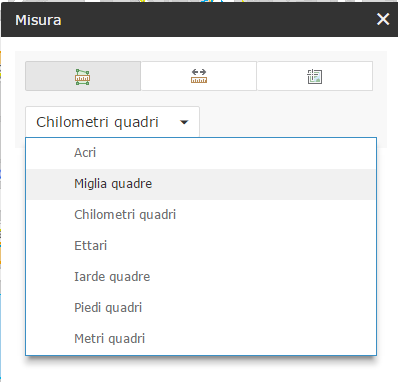 Misura
Chilometri quadri
Acri
Miglia quadre
Chilometri quadri
Ettari
Iarde quadre
Piedi quadri
Metri quadri